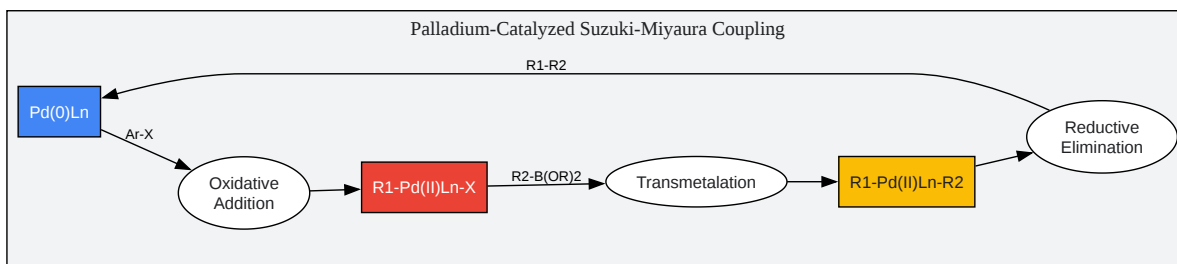 Palladium-Catalyzed Suzuki-Miyaura Coupling
R1-R2
Pd(0)Ln
Ar-X
Oxidative
Addition
R1-Pd(II)Ln-X
R2-B(OR)2
Transmetalation
R1-Pd(II)Ln-R2
Reductive
Elimination